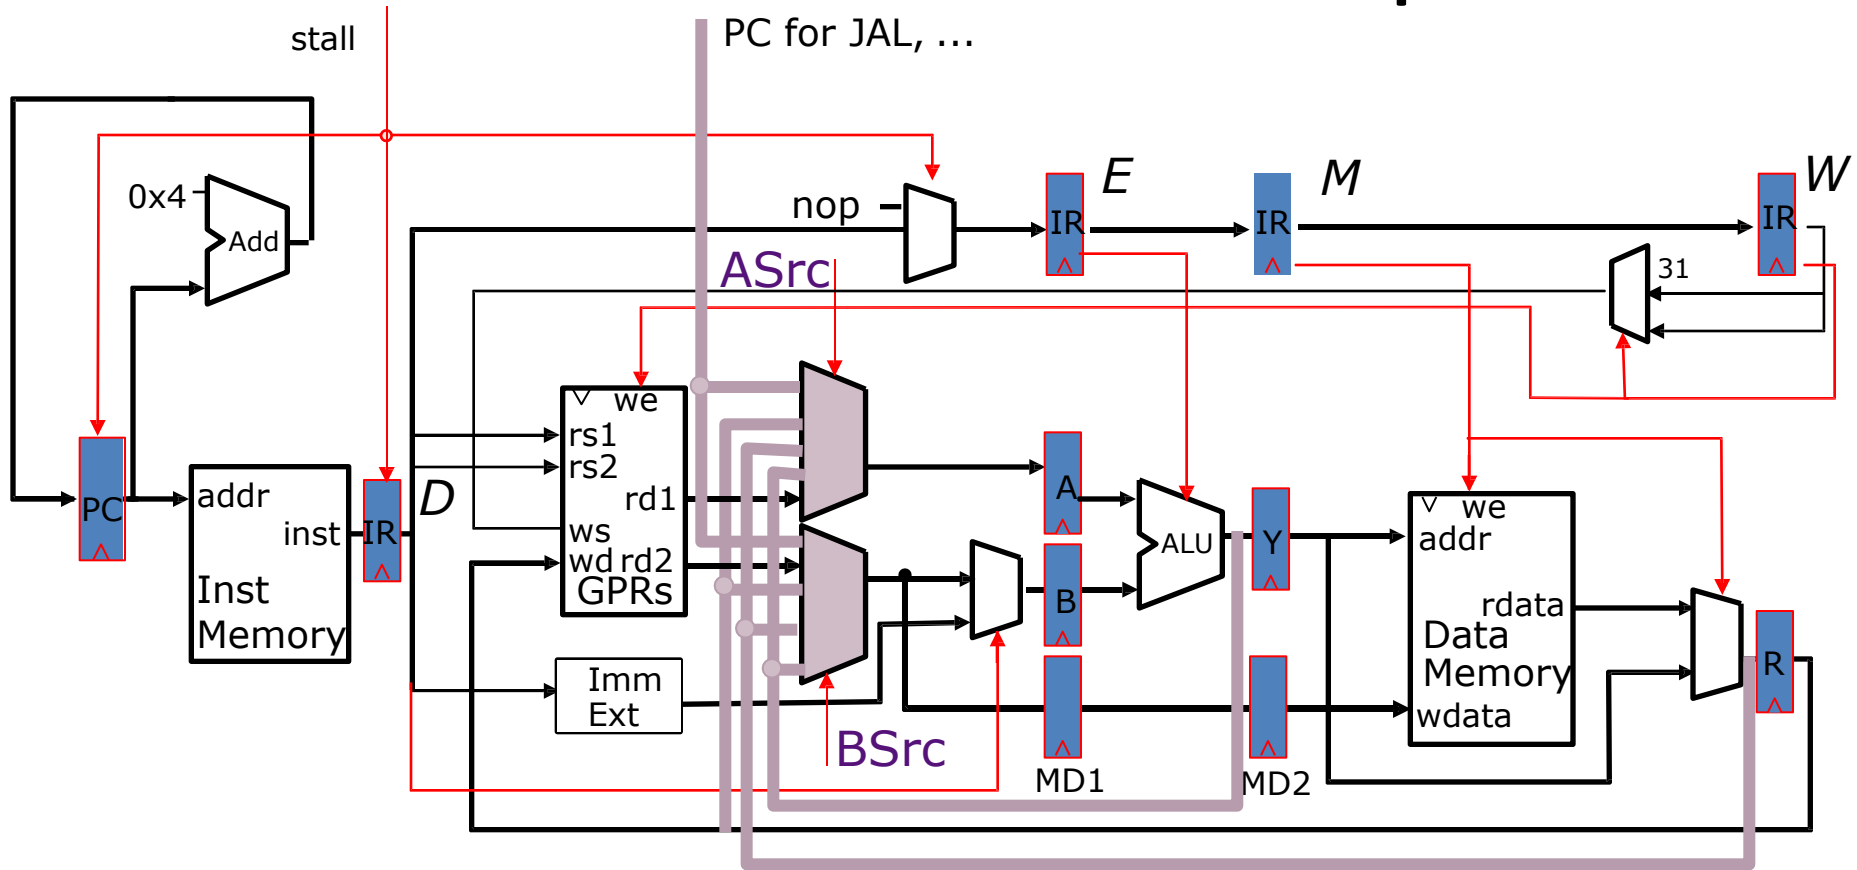 PC for JAL, ...
stall
E
M
W
0x4
nop
IR
IR
IR
Add
ASrc
31
we
rs1
rs2
addr
PC
inst
IR
D
rd1
A
we
ws
ALU
Y
addr
wd
rd2
GPRs
Inst
Memory
B
rdata
Data
Memory
R
Imm
Ext
wdata
BSrc
MD1
MD2